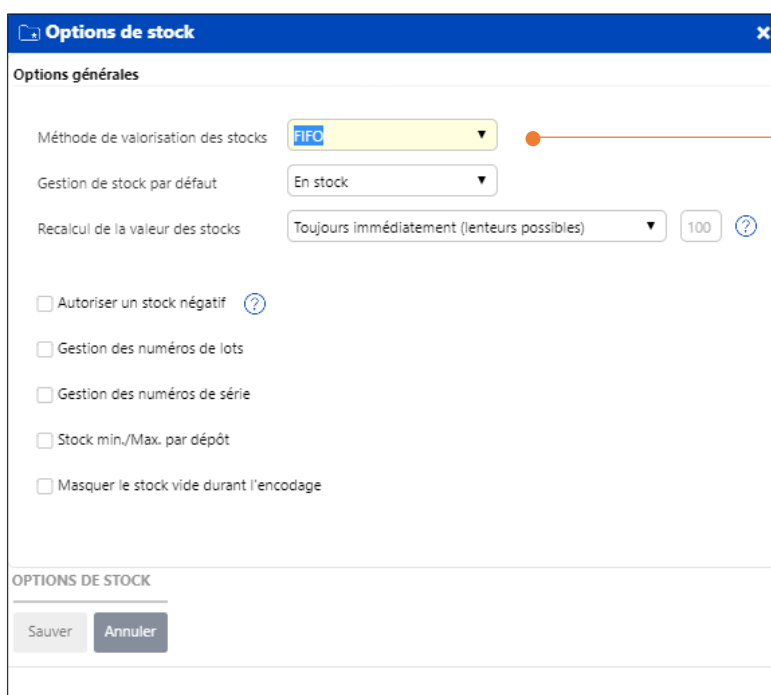 Options de stock
Options générales
Méthode de valorisation des stocks FIFO
Gestion de stock par défaut En stock
Recalcul de la valeur des stocks Toujours immédiatement (lenteurs possibles) 100 ?
Autoriser un stock négatif ?
Gestion des numéros de lots
Gestion des numéros de série
Stock min./Max. par dépôt
Masquer le stock vide durant l'encodage
OPTIONS DE STOCK
Sauver Annuler